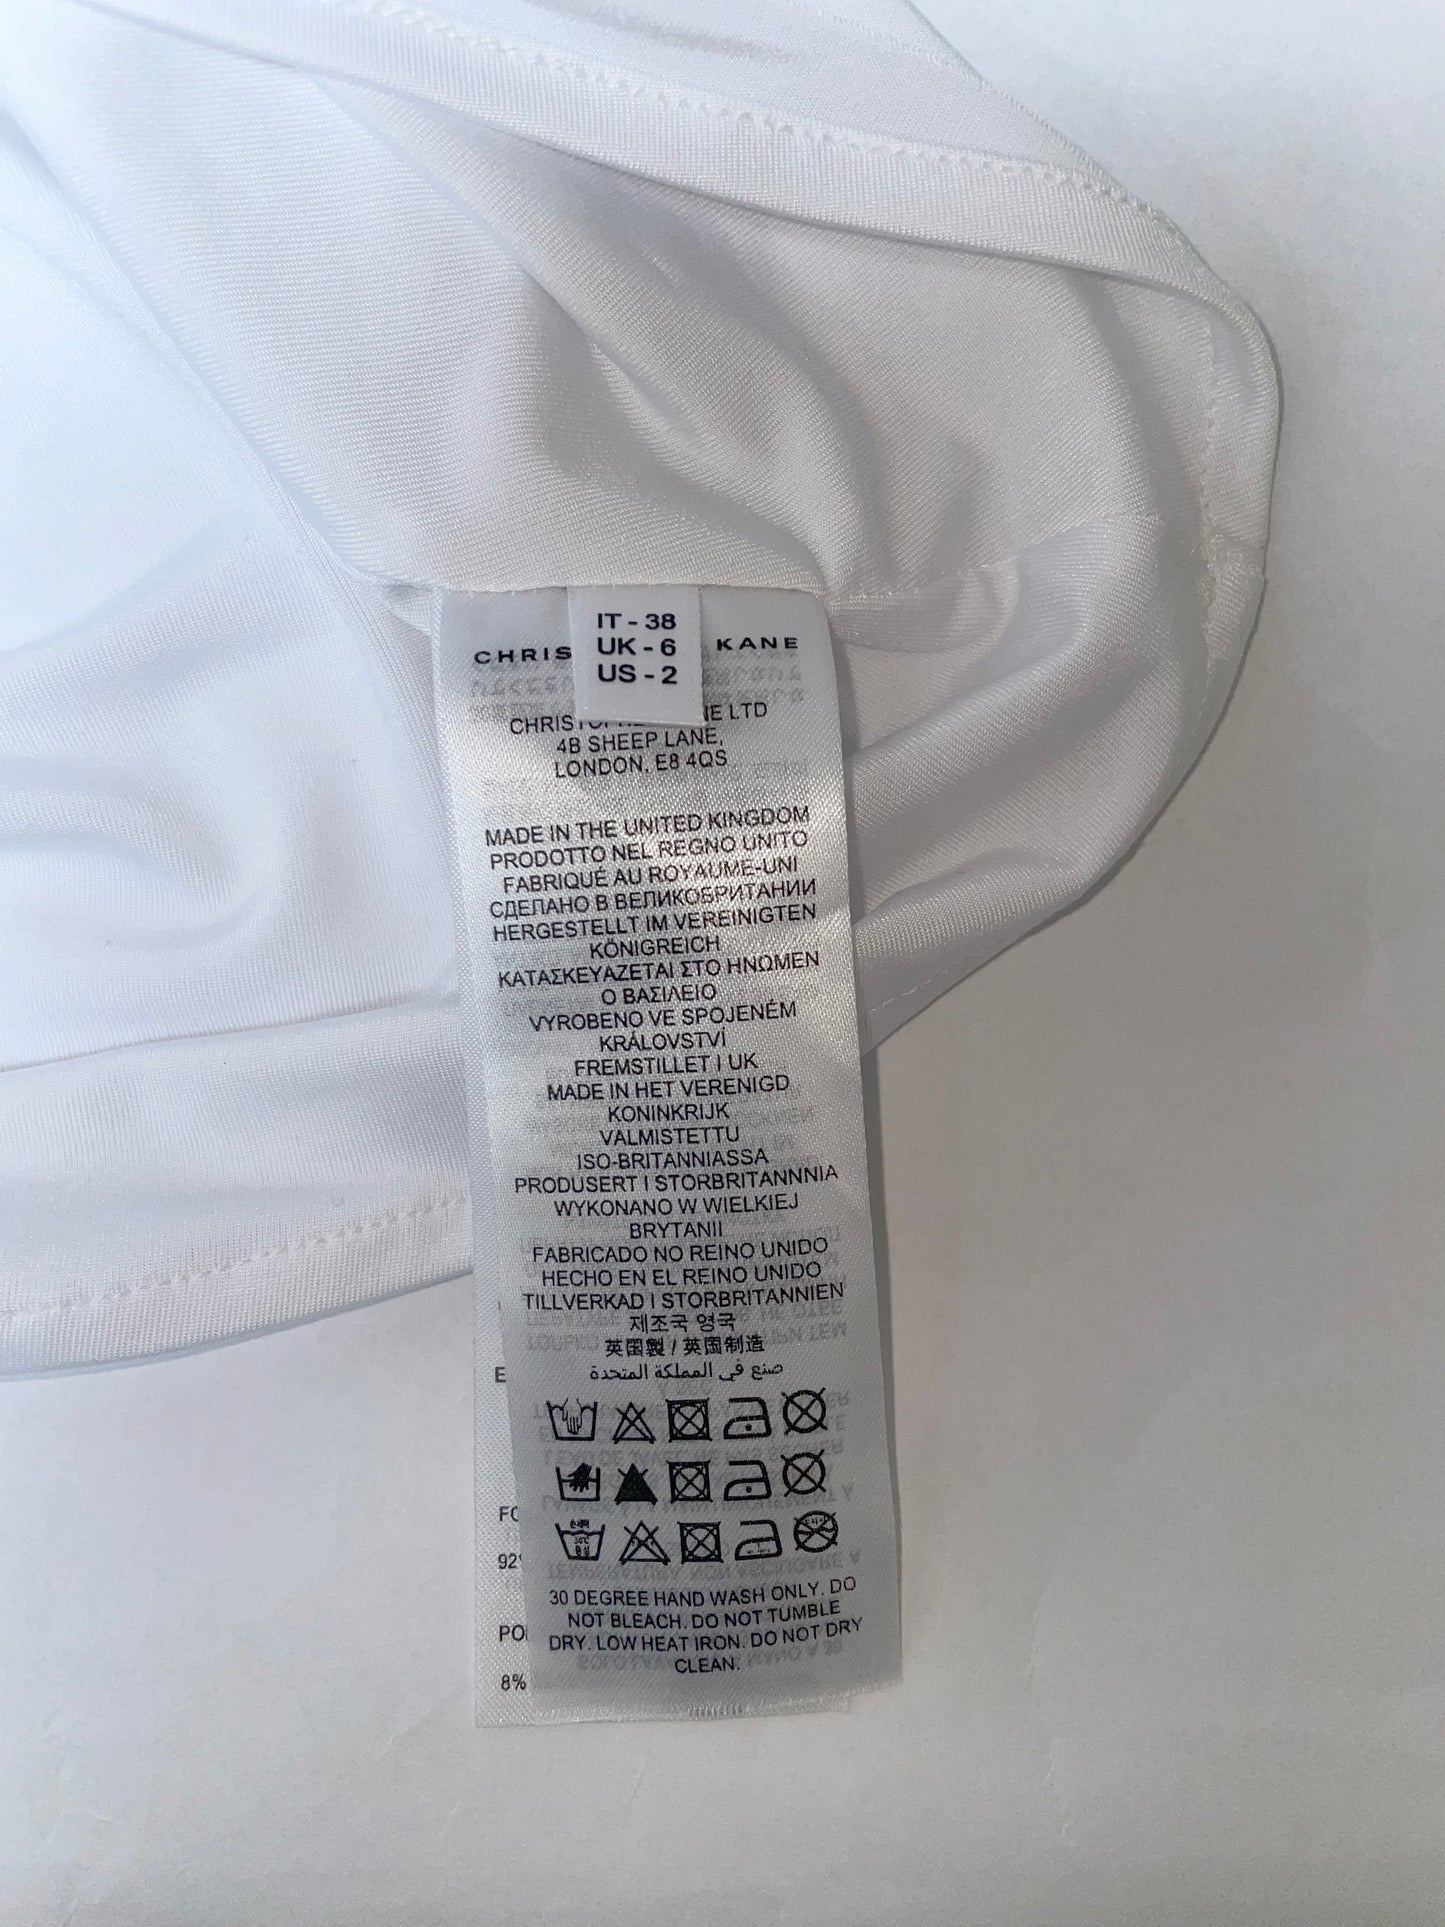 IT - 38
UK - 6
US - 2
CHRIS KANE
LTD
4B SHEEP LANE,
LONDON, E8 4QS
MADE IN THE UNITED KINGDOM
PRODOTTO NEL REGNO UNITO
FABRIQUÉ AU ROYAUME-UNI
СДЕЛАНО В ВЕЛИКОБРИТАНИИ
HERGESTELLT IM VEREINIGTEN
KÖNIGREICH
ΚΑΤΑΣΚΕΥΑΖΕΤΑΙ ΣΤΟ ΗΝΩΜΕΝ
Ο ΒΑΣΙΛΕΙΟ
VYROBENO VE SPOJENÉM
KRÁLOVSTVÍ
FREMSTILLET I UK
MADE IN HET VERENIGD
KONINKRIJK
VALMISTETTU
ISO-BRITANNIASSA
PRODUSERT I STORBRITANNNIA
WYKONANO W WIELKIEJ
BRYTANII
FABRICADO NO REINO UNIDO
HECHO EN EL REINO UNIDO
TILLVERKAD I STORBRITANNIEN
제조국 영국
英国製 / 英国制造
صنع في المملكة المتحدة
30 DEGREE HAND WASH ONLY. DO
NOT BLEACH. DO NOT TUMBLE
DRY. LOW HEAT IRON. DO NOT DRY
CLEAN.
8%